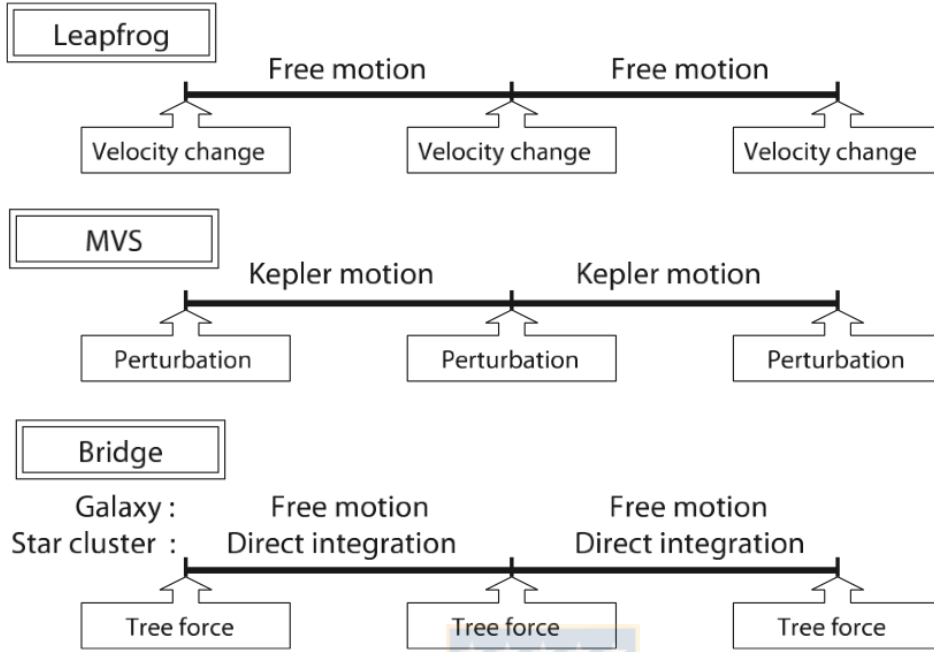 Leapfrog
Free motion Free motion
Velocity change Velocity change Velocity change
MVS
Kepler motion Kepler motion
Perturbation Perturbation Perturbation
Bridge
Galaxy : Free motion Free motion
Star cluster : Direct integration Direct integration
Tree force Tree force Tree force